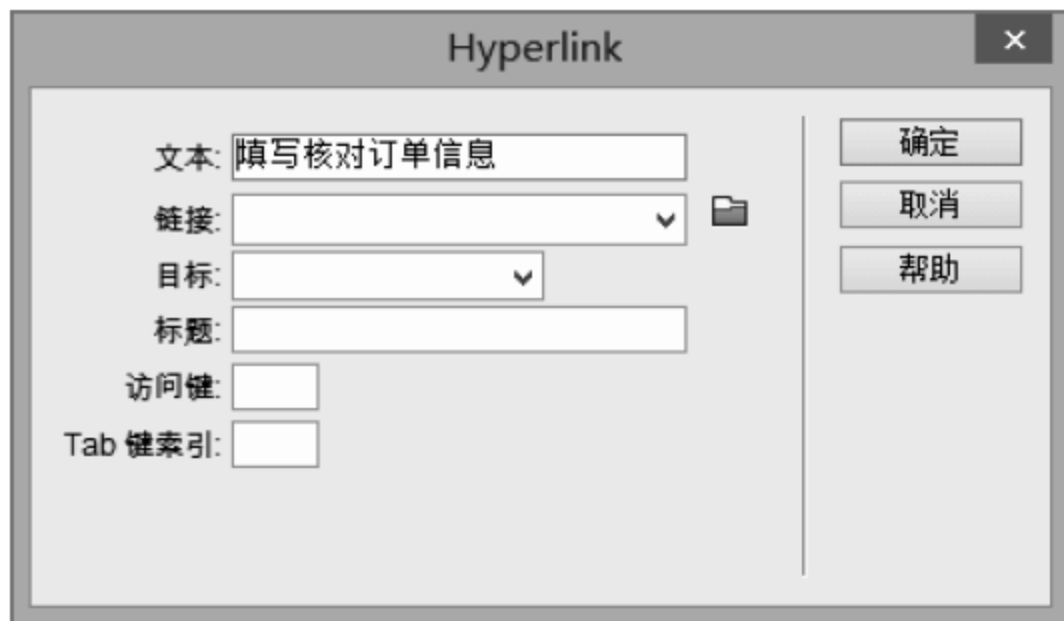 Hyperlink
文本: 填写核对订单信息
链接:
目标:
标题:
访问键:
Tab 键索引:
确定
取消
帮助